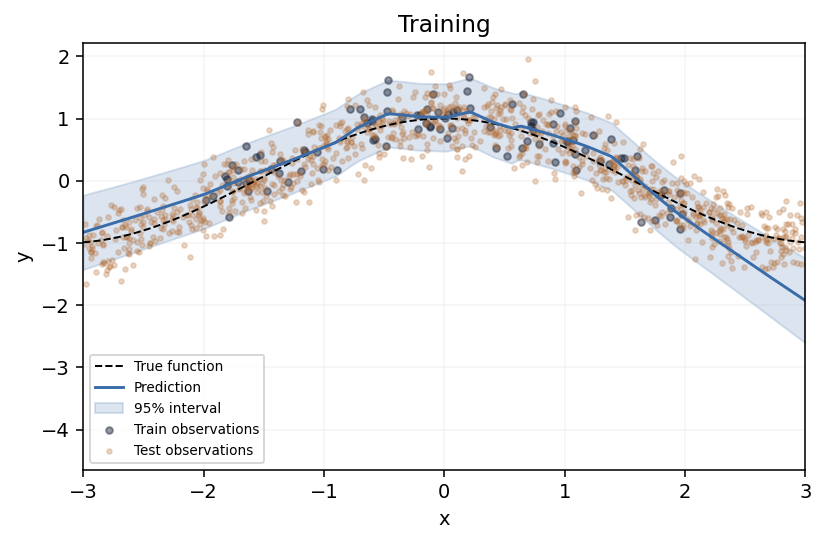 Training
2
1
0
−1
−2
−3
−4
y
True function
Prediction
95% interval
Train observations
Test observations
−3 −2 −1 0 1 2 3
x